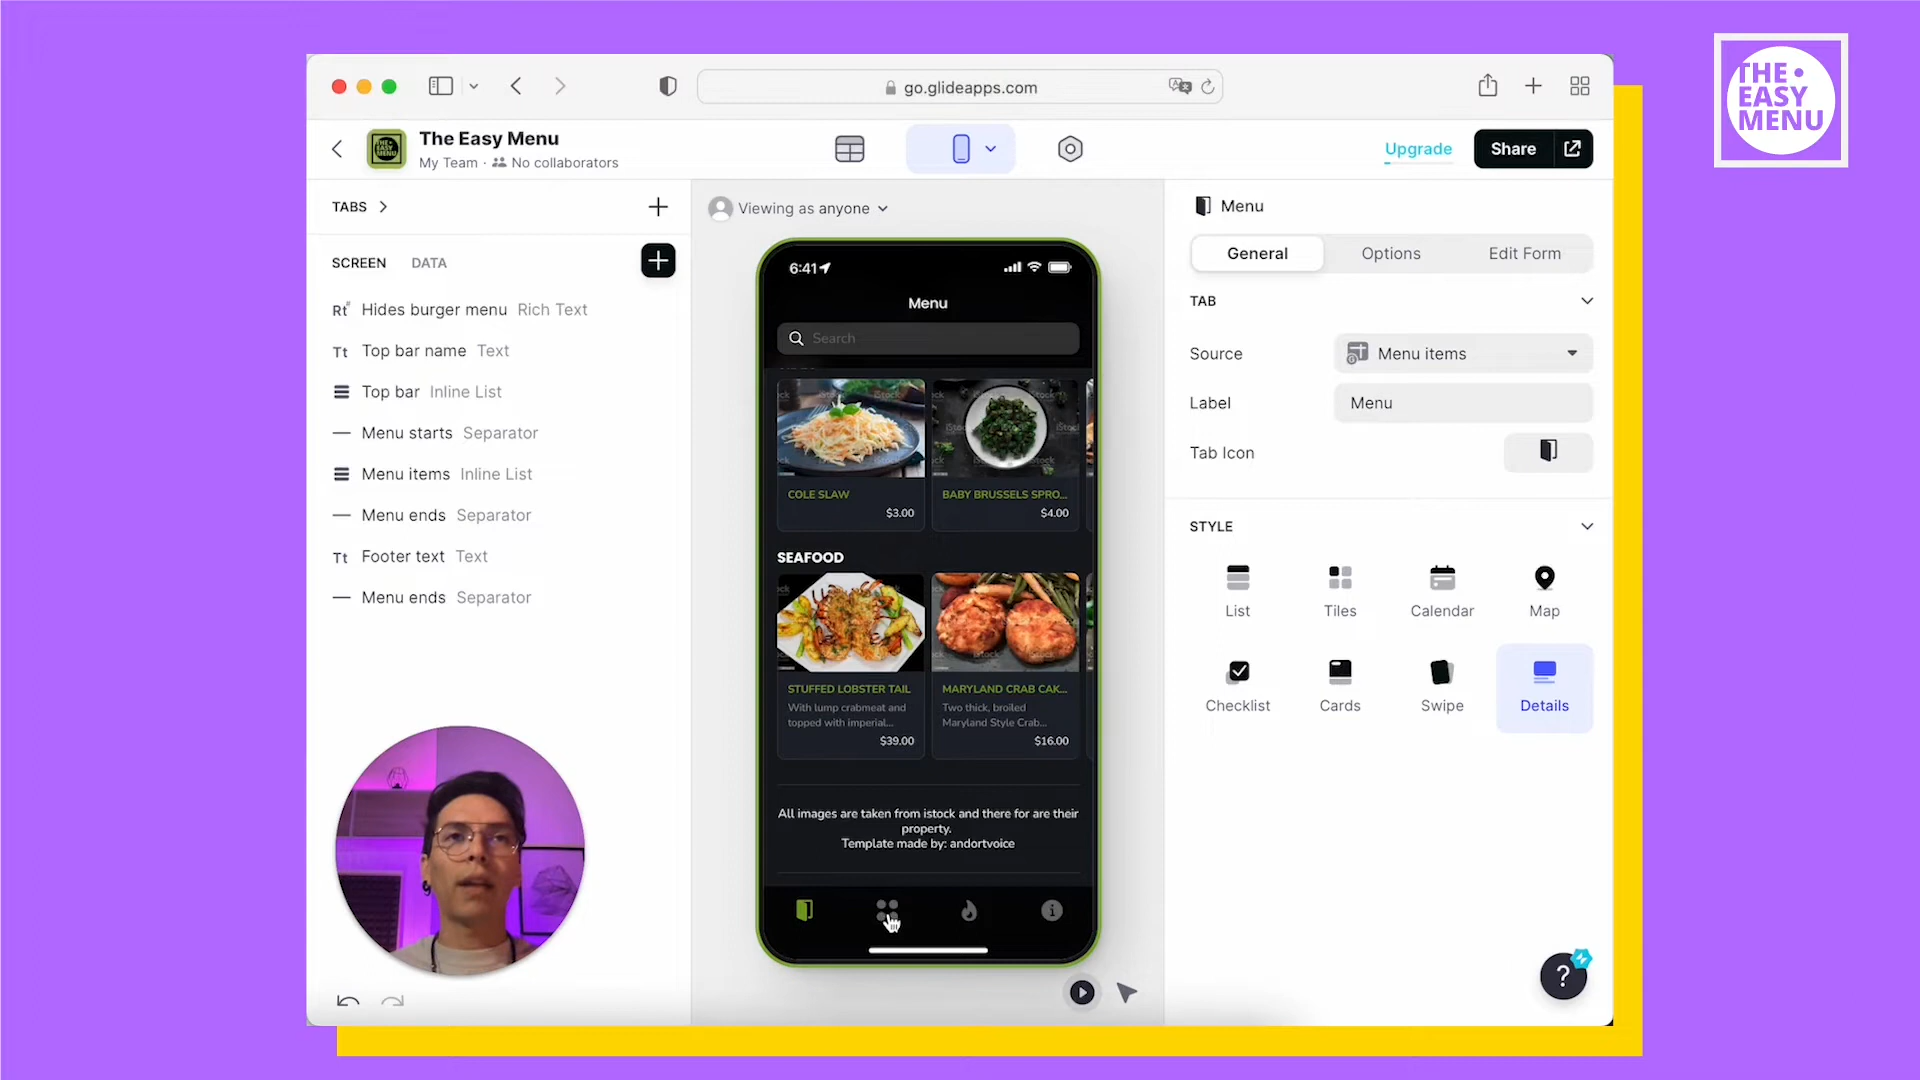 THE
EASY
MENU
go.glideapps.com
The Easy Menu
My Team · No collaborators
Upgrade
Share
TABS
SCREEN DATA
Rt Hides burger menu Rich Text
Tt Top bar name Text
Top bar Inline List
Menu starts Separator
Menu items Inline List
Menu ends Separator
Tt Footer text Text
Menu ends Separator
Viewing as anyone
6:41
Menu
Search
COLE SLAW
$3.00
BABY BRUSSELS SPRO...
$4.00
SEAFOOD
STUFFED LOBSTER TAIL
With lump crabmeat and
topped with imperial...
$39.00
MARYLAND CRAB CAK...
Two thick, broiled
Maryland Style Crab...
$16.00
All images are taken from istock and there for are their
property.
Template made by: andortvoice
Menu
General Options Edit Form
TAB
Source Menu items
Label Menu
Tab Icon
STYLE
List Tiles Calendar Map
Checklist Cards Swipe Details
?